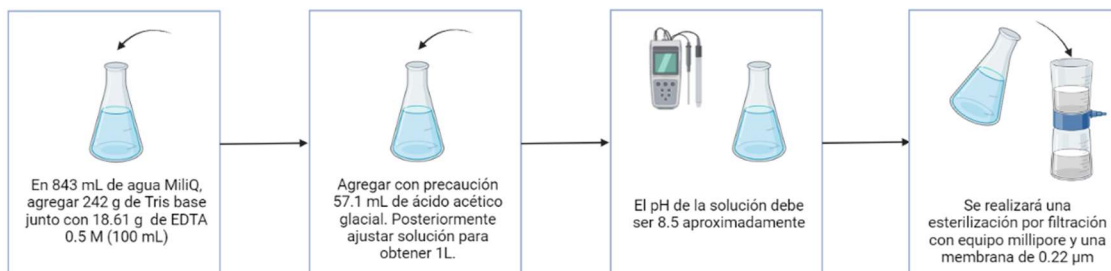 En 843 mL de agua MiliQ,
agregar 242 g de Tris base
junto con 18.61 g de EDTA
0.5 M (100 mL)
Agregar con precaución
57.1 mL de ácido acético
glacial. Posteriormente
ajustar solución para
obtener 1L.
El pH de la solución debe
ser 8.5 aproximadamente
Se realizará una
esterilización por filtración
con equipo millipore y una
membrana de 0.22 µm